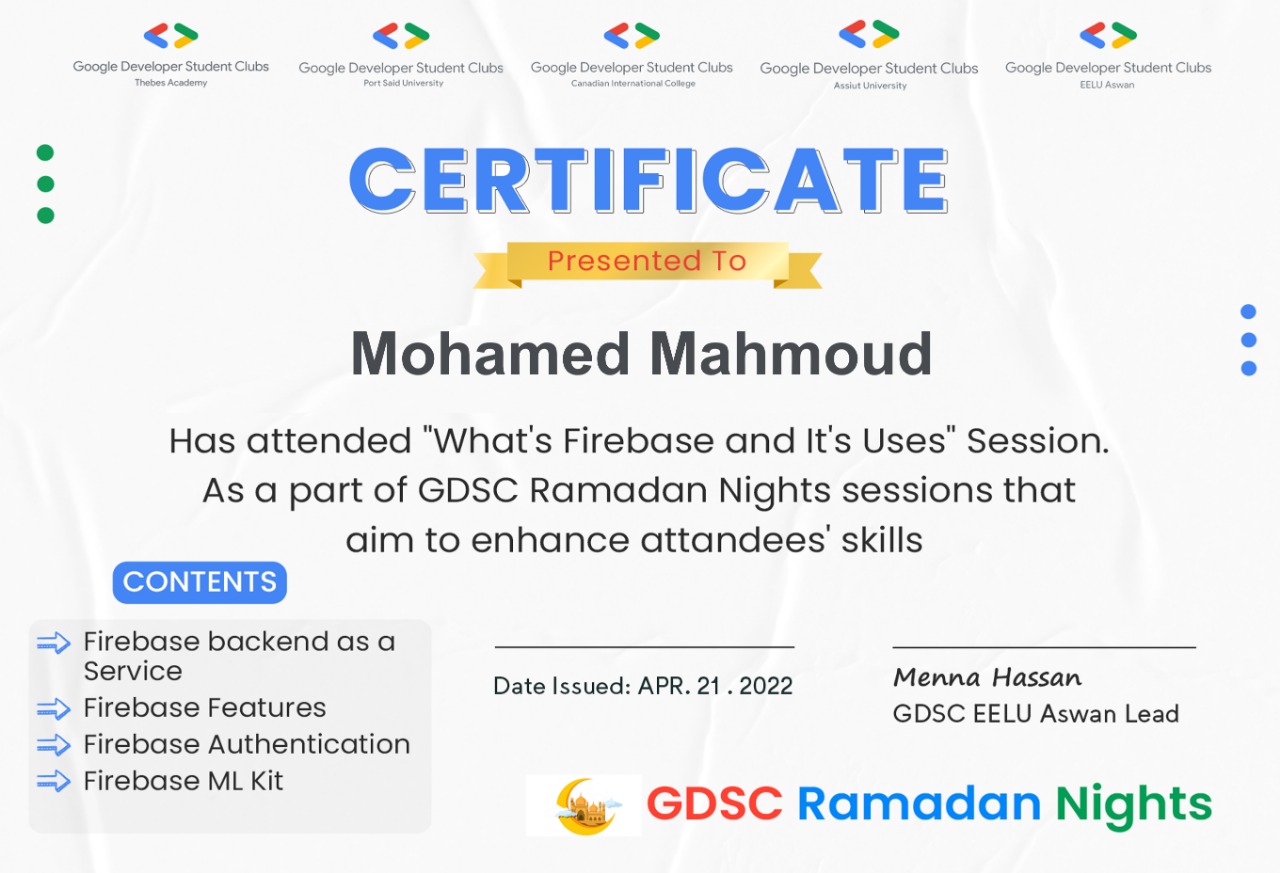 Google Developer Student Clubs
Thebes Academy
Google Developer Student Clubs
Port Said University
Google Developer Student Clubs
Canadian International College
Google Developer Student Clubs
Assiut University
Google Developer Student Clubs
EELU Aswan
CERTIFICATE
Presented To
Mohamed Mahmoud
Has attended "What's Firebase and It's Uses" Session.
As a part of GDSC Ramadan Nights sessions that
aim to enhance attandees' skills
CONTENTS
Firebase backend as a
Service
Firebase Features
Firebase Authentication
Firebase ML Kit
Date Issued: APR. 21 . 2022
Menna Hassan
GDSC EELU Aswan Lead
GDSC Ramadan Nights